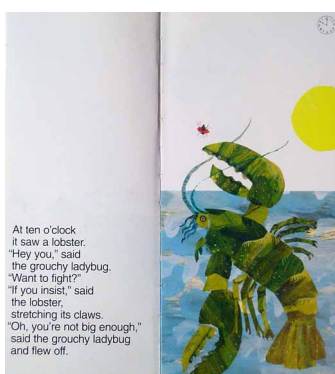 At ten o'clock
it saw a lobster.
"Hey you," said
the grouchy ladybug.
"Want to fight?"
"If you insist," said
the lobster,
stretching its claws.
"Oh, you're not big enough,"
said the grouchy ladybug
and flew off.